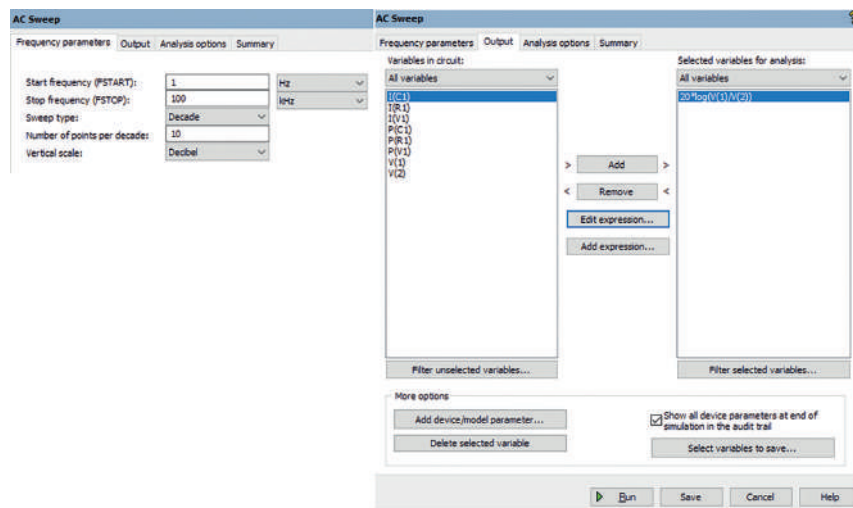 AC Sweep
Frequency parameters Output Analysis options Summary
Start frequency (FSTART): 1 Hz
Stop frequency (FSTOP): 100 kHz
Sweep type: Decade
Number of points per decade: 10
Vertical scale: Decibel
AC Sweep
Frequency parameters Output Analysis options Summary
Variables in circuit: Selected variables for analysis:
All variables All variables
I(C1) 20*log(V(1)/V(2))
I(R1)
I(V1)
P(C1)
P(R1)
P(V1)
V(1)
V(2)
> Add >
< Remove <
Edit expression...
Add expression...
Filter unselected variables... Filter selected variables...
More options
Add device/model parameter... Show all device parameters at end of
simulation in the audit trail
Delete selected variable Select variables to save...
Run Save Cancel Help